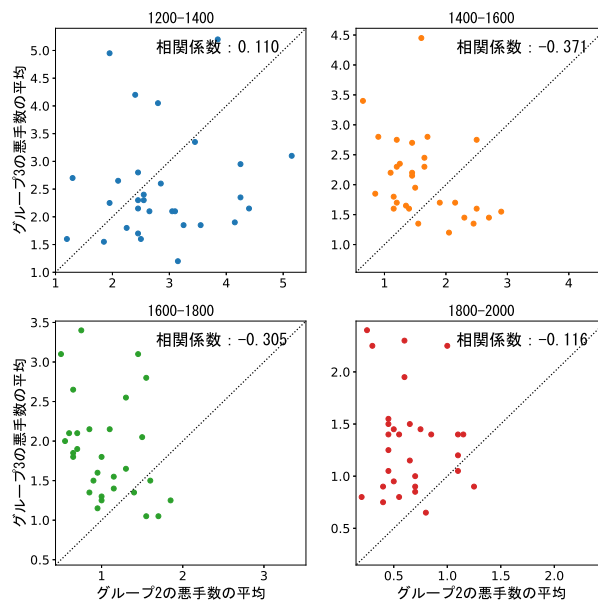 1200-1400
相関係数：0.110
グループ3の悪手数の平均
5.0
4.5
4.0
3.5
3.0
2.5
2.0
1.5
1.0
1 2 3 4 5
1400-1600
相関係数：-0.371
4.5
4.0
3.5
3.0
2.5
2.0
1.5
1.0
1 2 3 4
1600-1800
相関係数：-0.305
グループ3の悪手数の平均
3.5
3.0
2.5
2.0
1.5
1.0
0.5
1 2 3
グループ2の悪手数の平均
1800-2000
相関係数：-0.116
2.0
1.5
1.0
0.5
0.5 1.0 1.5 2.0
グループ2の悪手数の平均